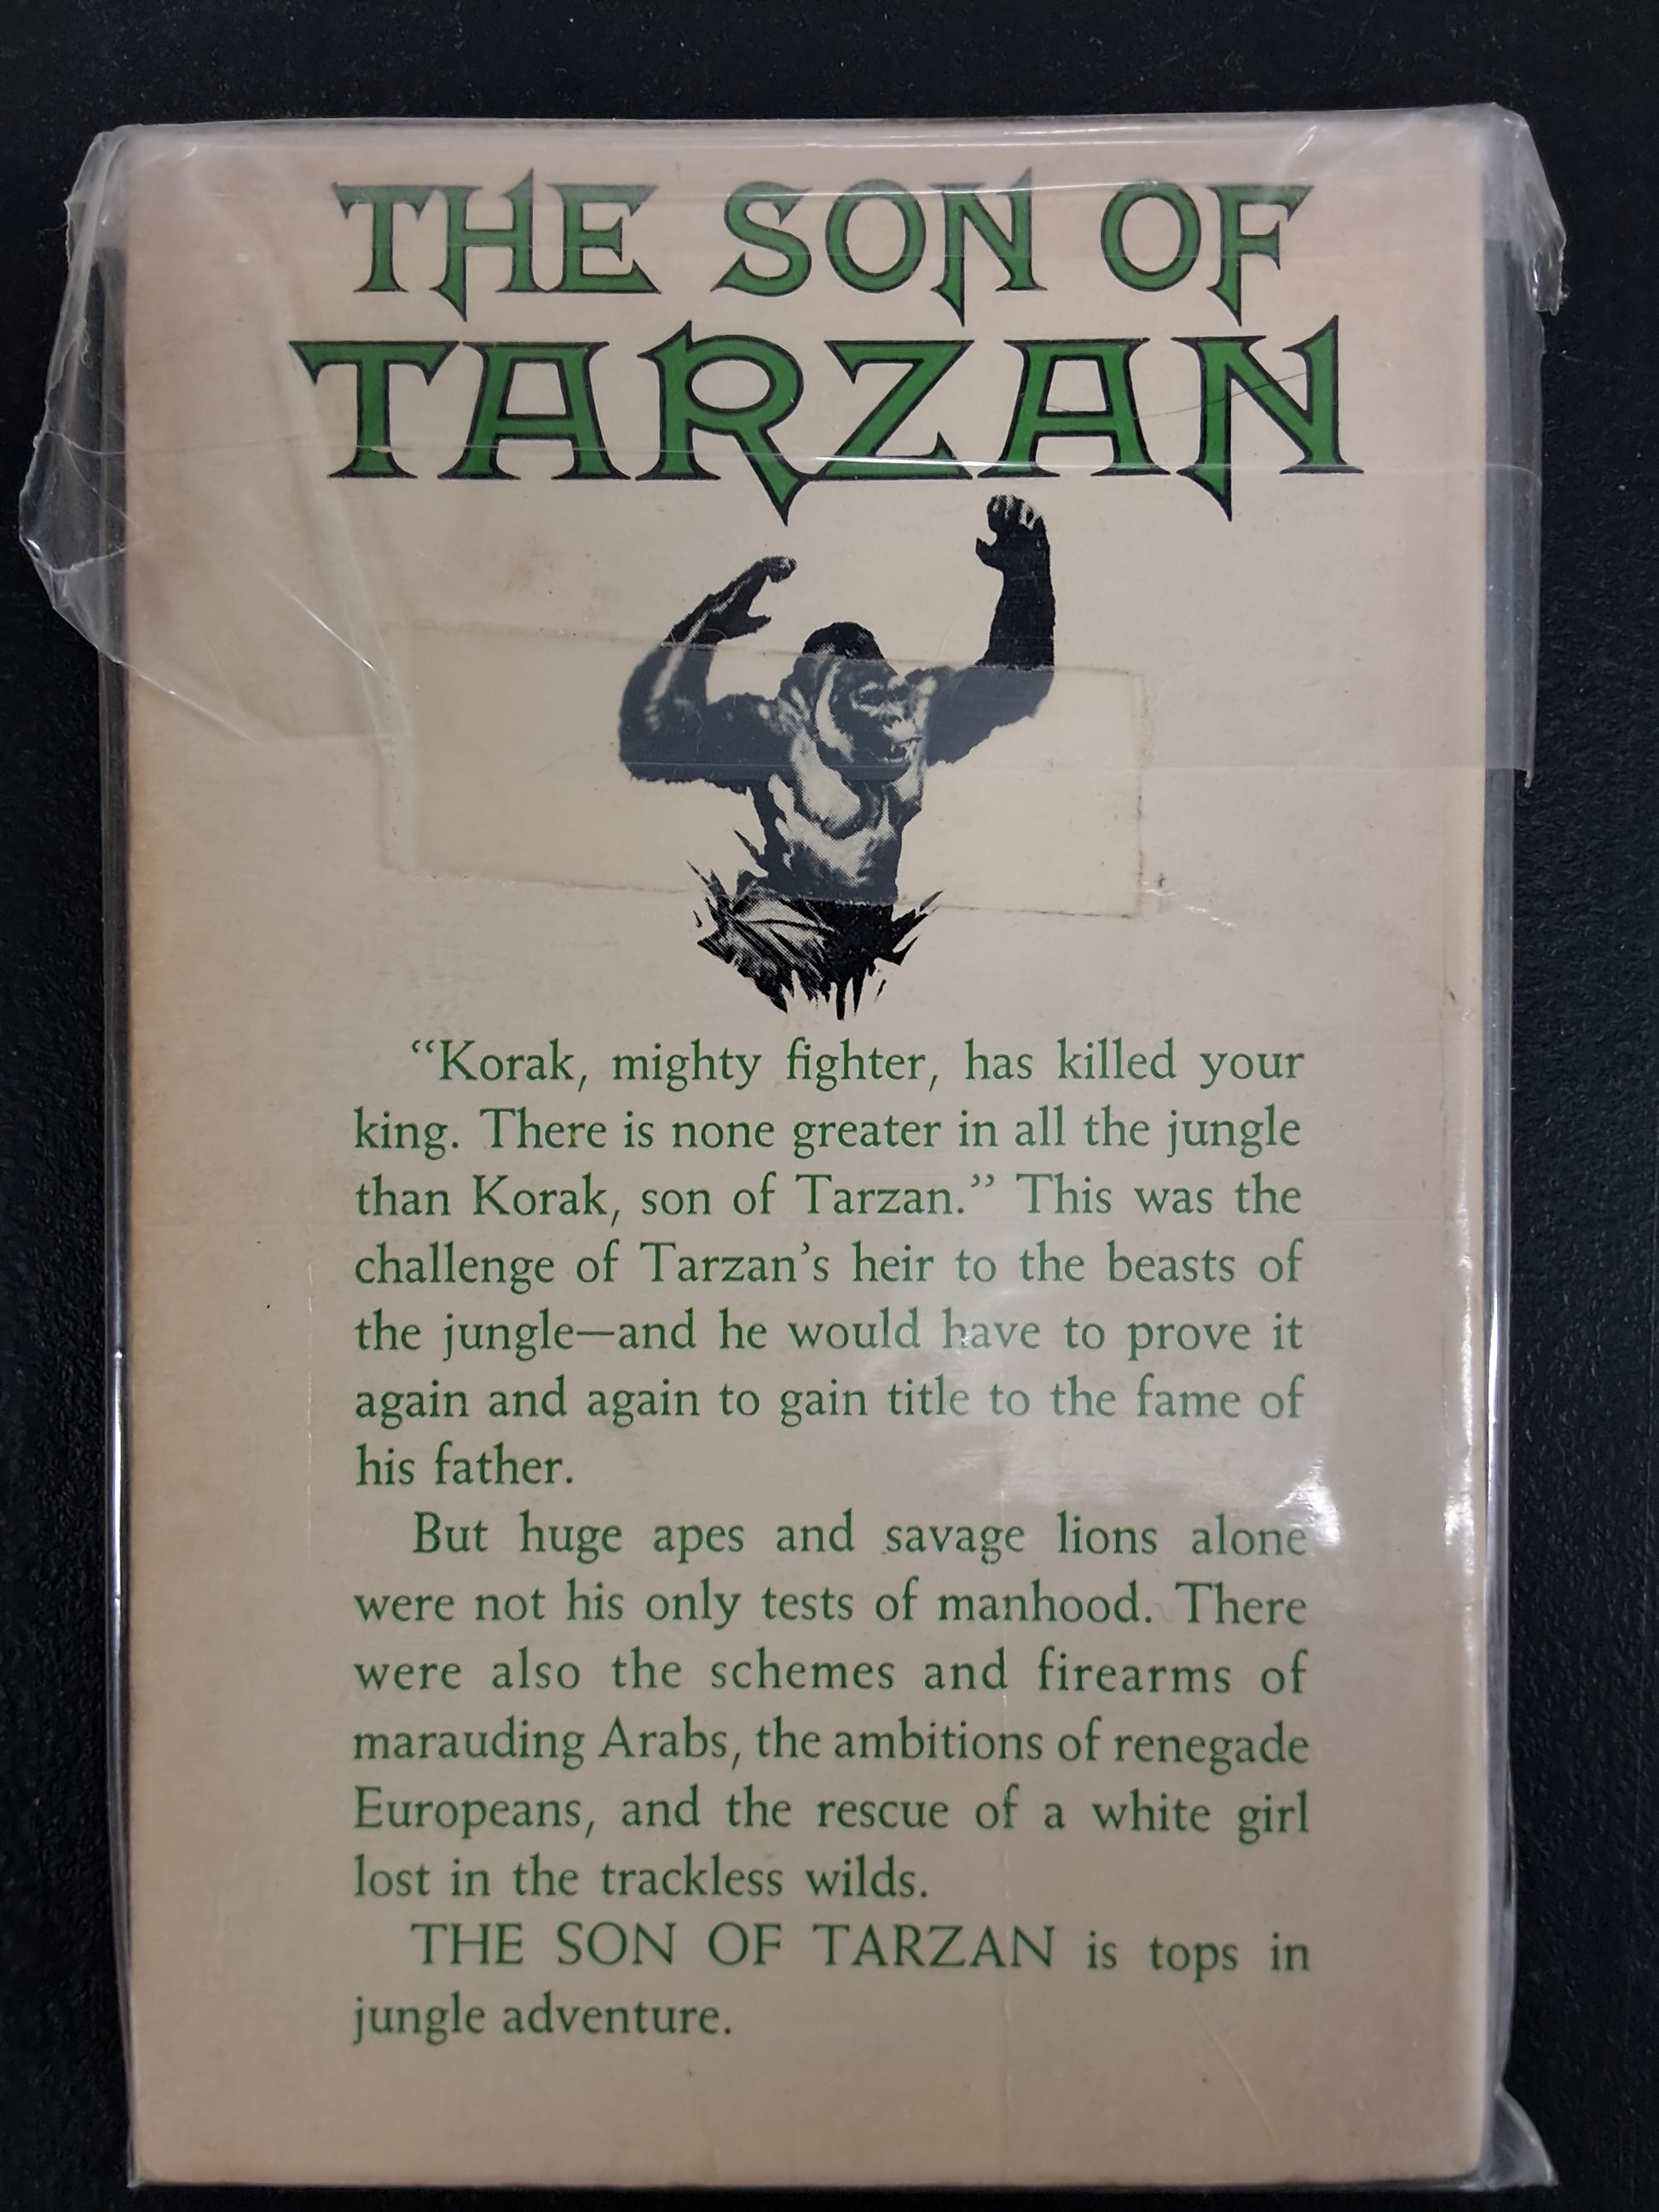 THE SON OF
TARZAN
“Korak, mighty fighter, has killed your
king. There is none greater in all the jungle
than Korak, son of Tarzan.” This was the
challenge of Tarzan’s heir to the beasts of
the jungle—and he would have to prove it
again and again to gain title to the fame of
his father.
But huge apes and savage lions alone
were not his only tests of manhood. There
were also the schemes and firearms of
marauding Arabs, the ambitions of renegade
Europeans, and the rescue of a white girl
lost in the trackless wilds.
THE SON OF TARZAN is tops in
jungle adventure.